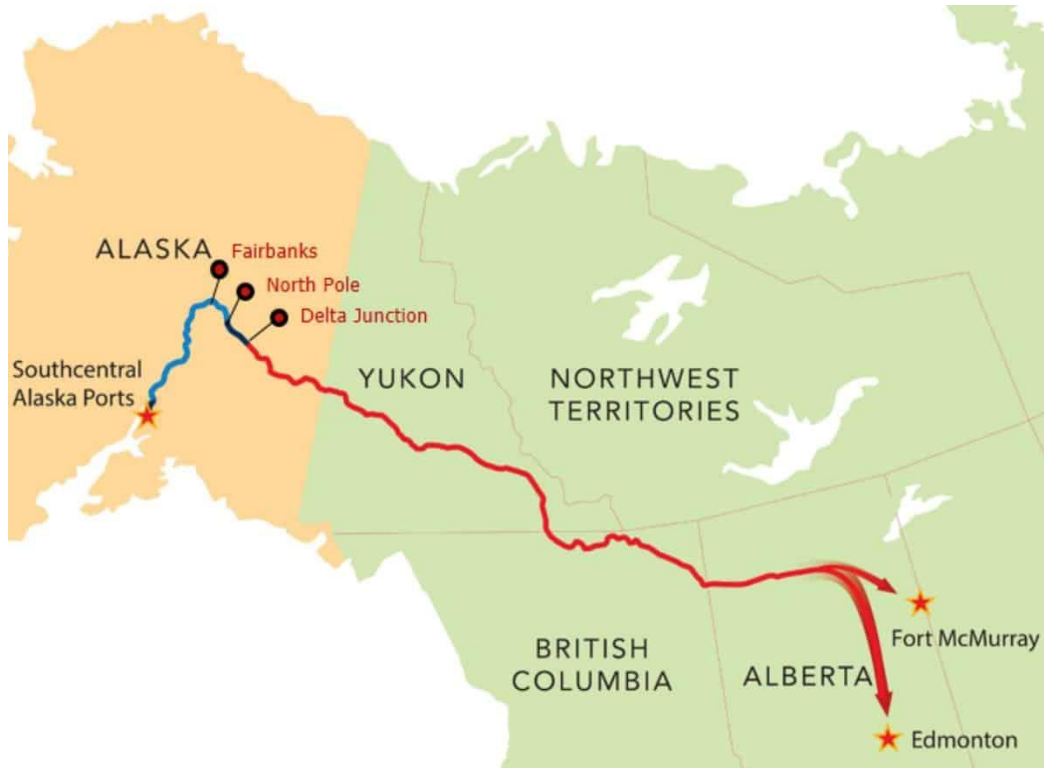 ALASKA
Fairbanks
North Pole
Delta Junction
Southcentral
Alaska Ports
YUKON
NORTHWEST
TERRITORIES
BRITISH
COLUMBIA
ALBERTA
Fort McMurray
Edmonton